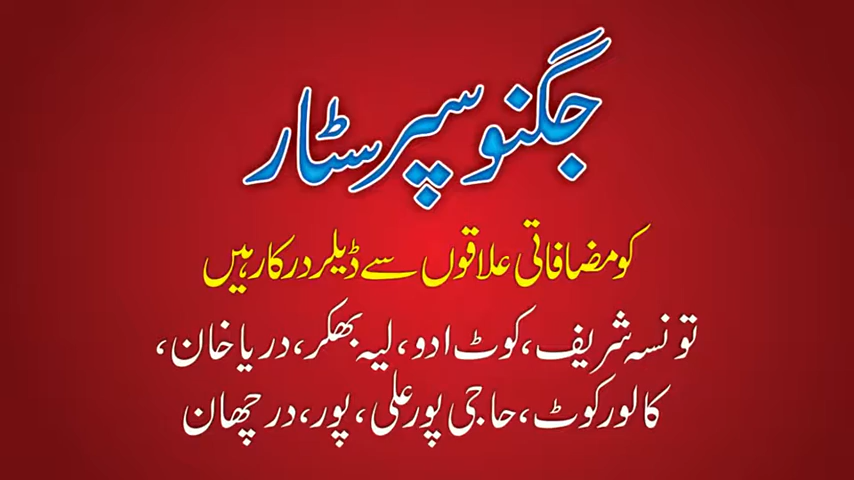 جگنو سپر سٹار
کو مضافاتی علاقوں سے ڈیلر درکار ہیں
تونسہ شریف، کوٹ ادو، لیہ بھکر، دریا خان،
کالور کوٹ، حاجی پور علی، پور، درچھان